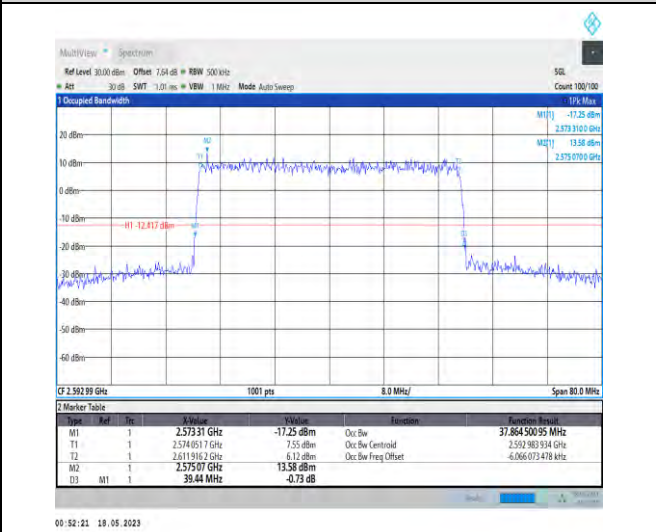 MultiView Spectrum
Ref Level 30.00 dBm Offset 7.64 dB RBW 500 kHz SGL
Att 30 dB SWT 1.01 ms VBW 1 MHz Mode Auto Sweep Count 100/100
1 Occupied Bandwidth 1Pk Max
M1[1] -17.25 dBm
2.573 310 0 GHz
M2[1] 13.58 dBm
2.575 070 0 GHz
20 dBm
M2
T1
10 dBm
0 dBm
-10 dBm
H1 -12.417 dBm
M1
-20 dBm
-30 dBm
-40 dBm
-50 dBm
-60 dBm
CF 2.592 99 GHz 1001 pts 8.0 MHz/ Span 80.0 MHz
2 Marker Table
Type Ref Trc X-Value Y-Value Function Function Result
M1 1 2.573 31 GHz -17.25 dBm Occ Bw 37.864 500 95 MHz
T1 1 2.574 051 7 GHz 7.55 dBm Occ Bw Centroid 2.592 983 934 GHz
T2 1 2.611 916 2 GHz 6.12 dBm Occ Bw Freq Offset -6.066 073 478 kHz
M2 1 2.575 07 GHz 13.58 dBm
D3 M1 1 39.44 MHz -0.73 dB
00:52:21 18.05.2023